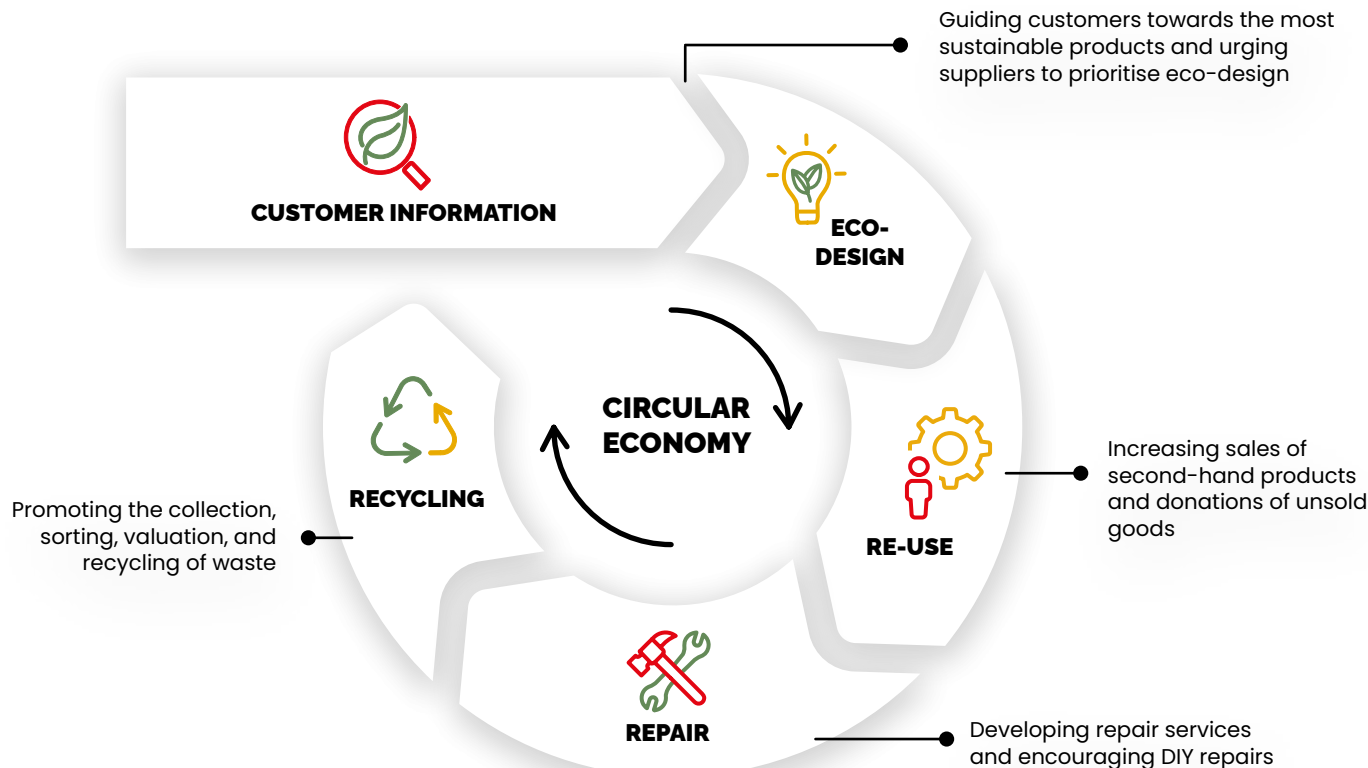 Guiding customers towards the most
sustainable products and urging
suppliers to prioritise eco-design
CUSTOMER INFORMATION
ECO-
DESIGN
CIRCULAR
ECONOMY
Increasing sales of
second-hand products
and donations of unsold
goods
RE-USE
RECYCLING
Promoting the collection,
sorting, valuation, and
recycling of waste
REPAIR
Developing repair services
and encouraging DIY repairs